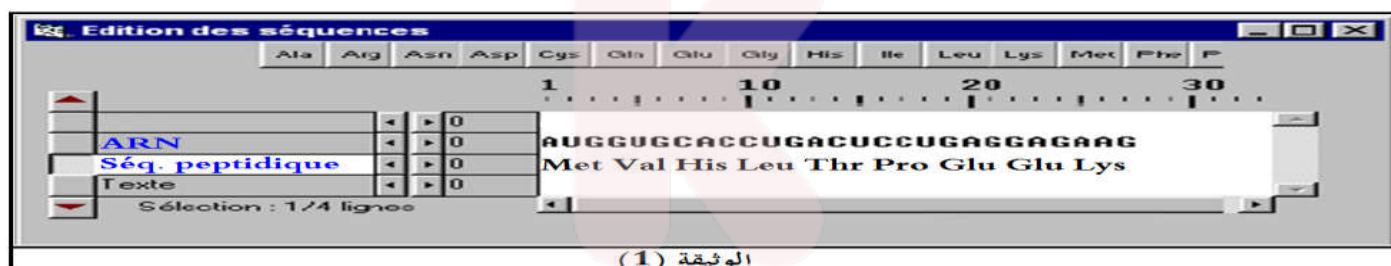 Edition des séquences
Ala Arg Asn Asp Cys Gln Glu Gly His Ile Leu Lys Met Phe P
1 10 20 30
0
ARN 0 AUGGUGCACCUGACUCCUGAGGAGAAG
Séq. peptidique 0 Met Val His Leu Thr Pro Glu Glu Lys
Texte 0
Sélection : 1/4 lignes
الوثيقة (1)